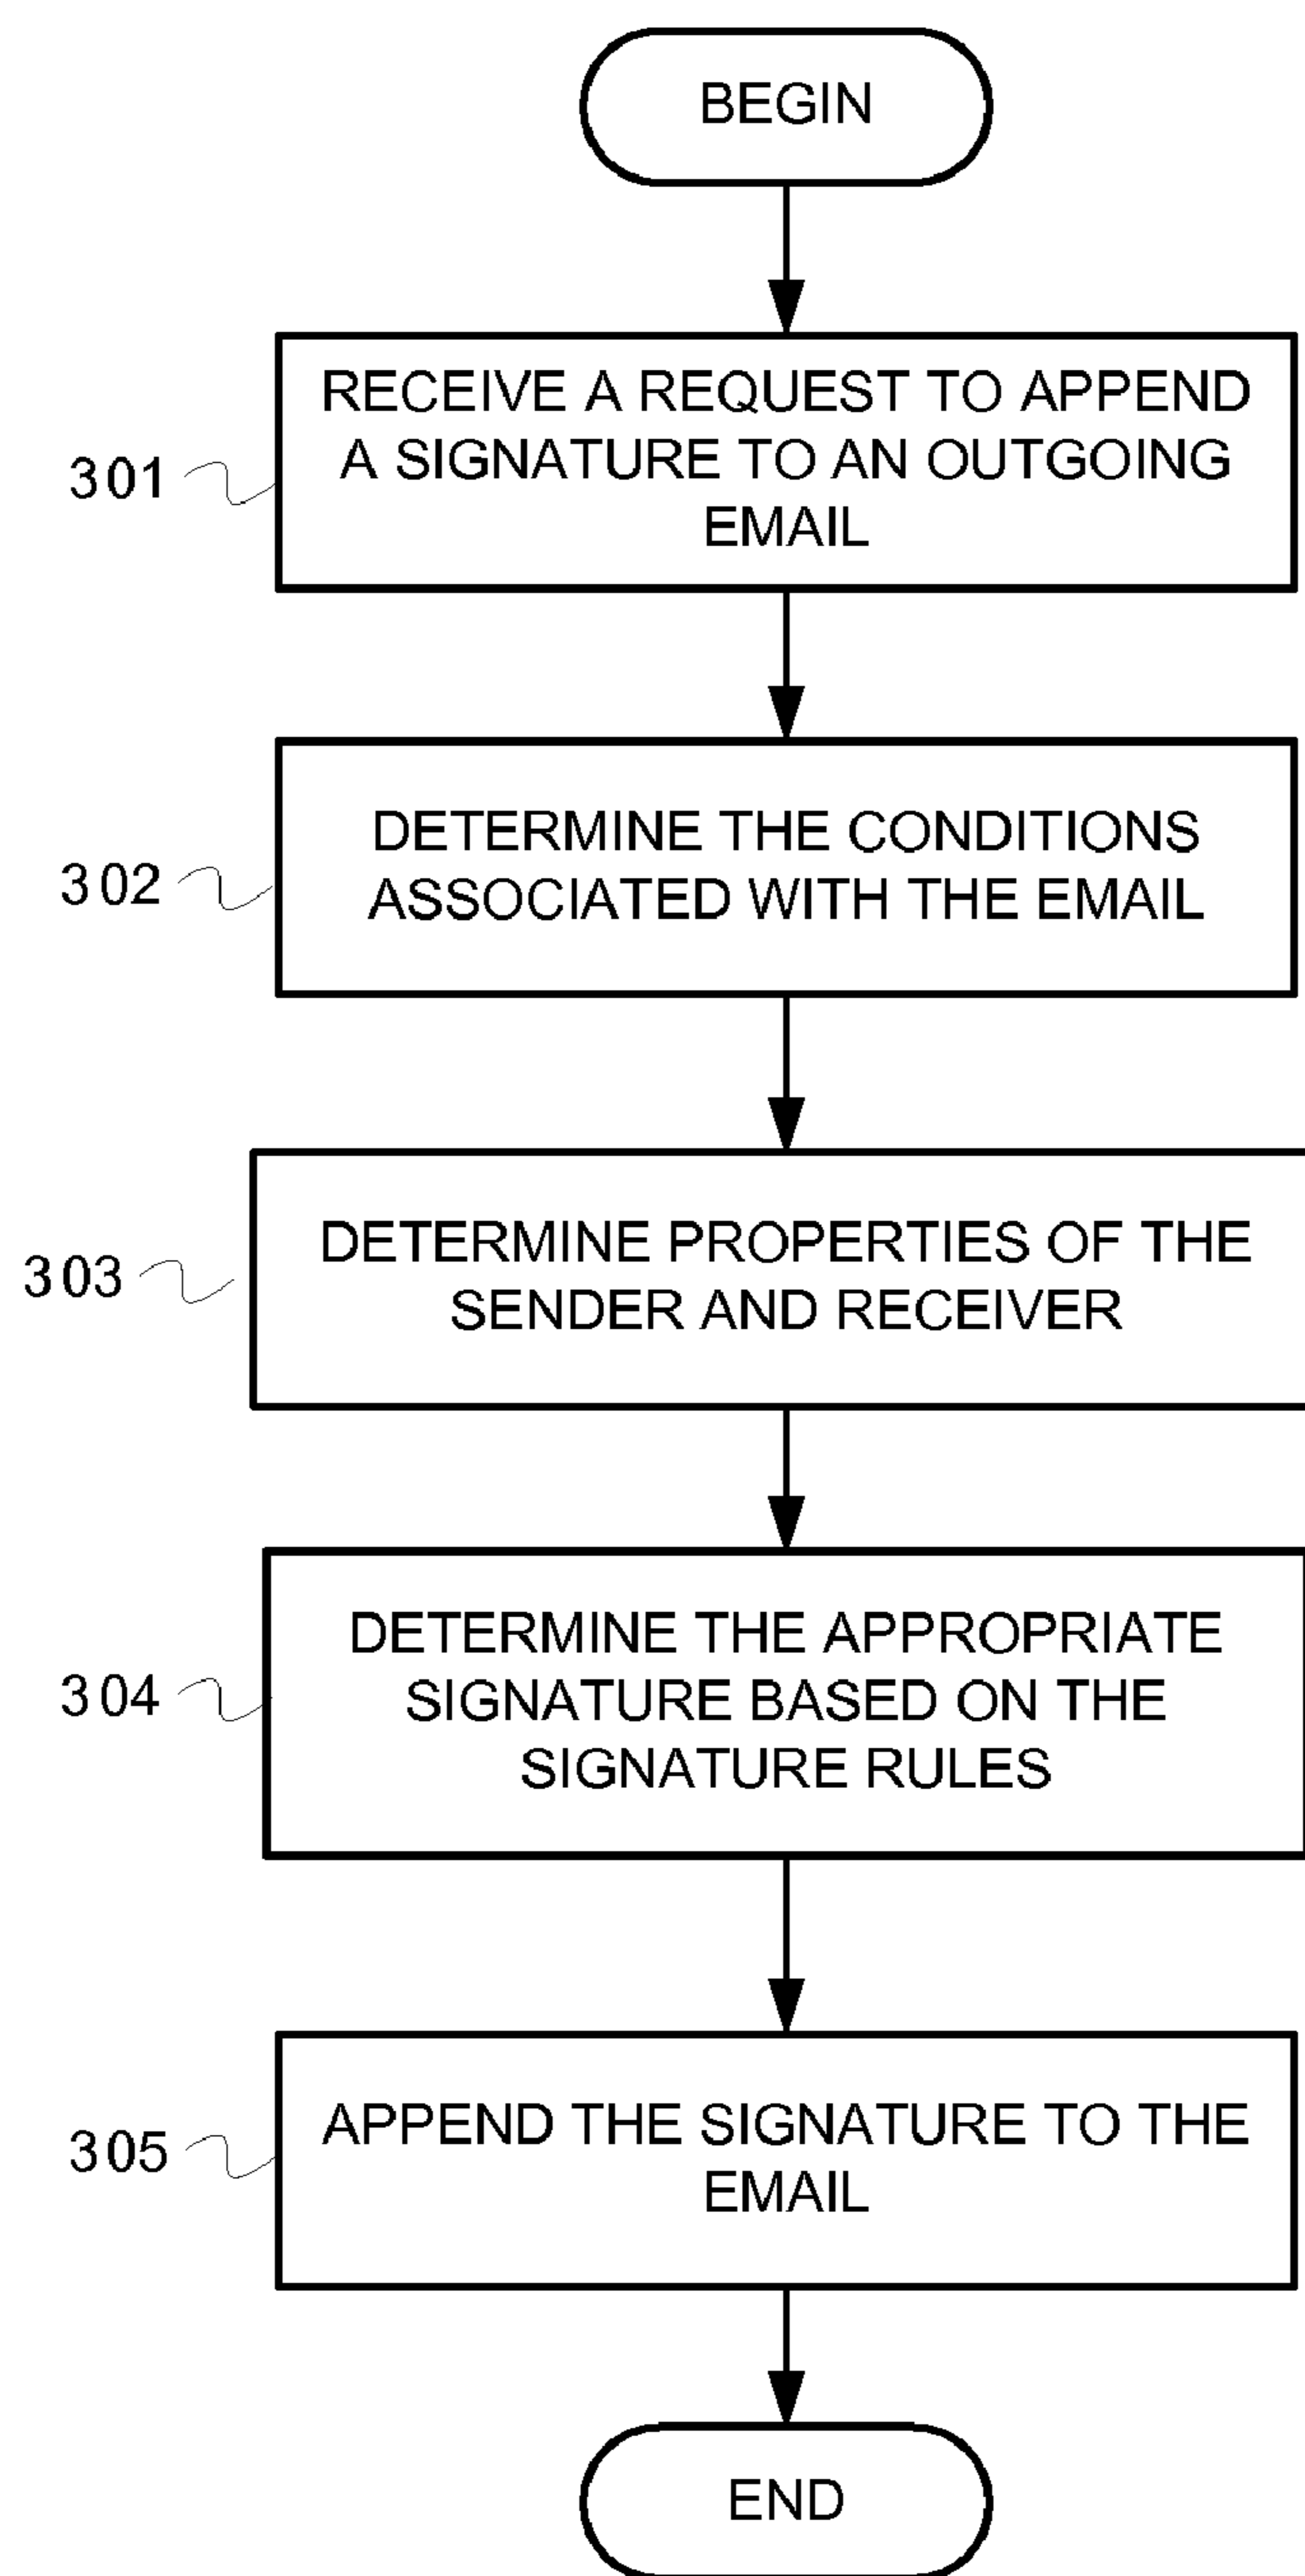 BEGIN
RECEIVE A REQUEST TO APPEND
A SIGNATURE TO AN OUTGOING
EMAIL
301
DETERMINE THE CONDITIONS
ASSOCIATED WITH THE EMAIL
302
DETERMINE PROPERTIES OF THE
SENDER AND RECEIVER
303
DETERMINE THE APPROPRIATE
SIGNATURE BASED ON THE
SIGNATURE RULES
304
APPEND THE SIGNATURE TO THE
EMAIL
305
END